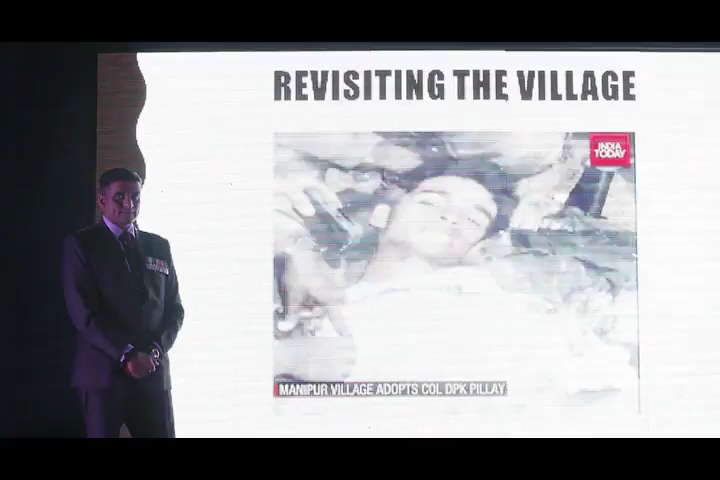 REVISITING THE VILLAGE
INDIA
TODAY
MANIPUR VILLAGE ADOPTS COL DPK PILLAY